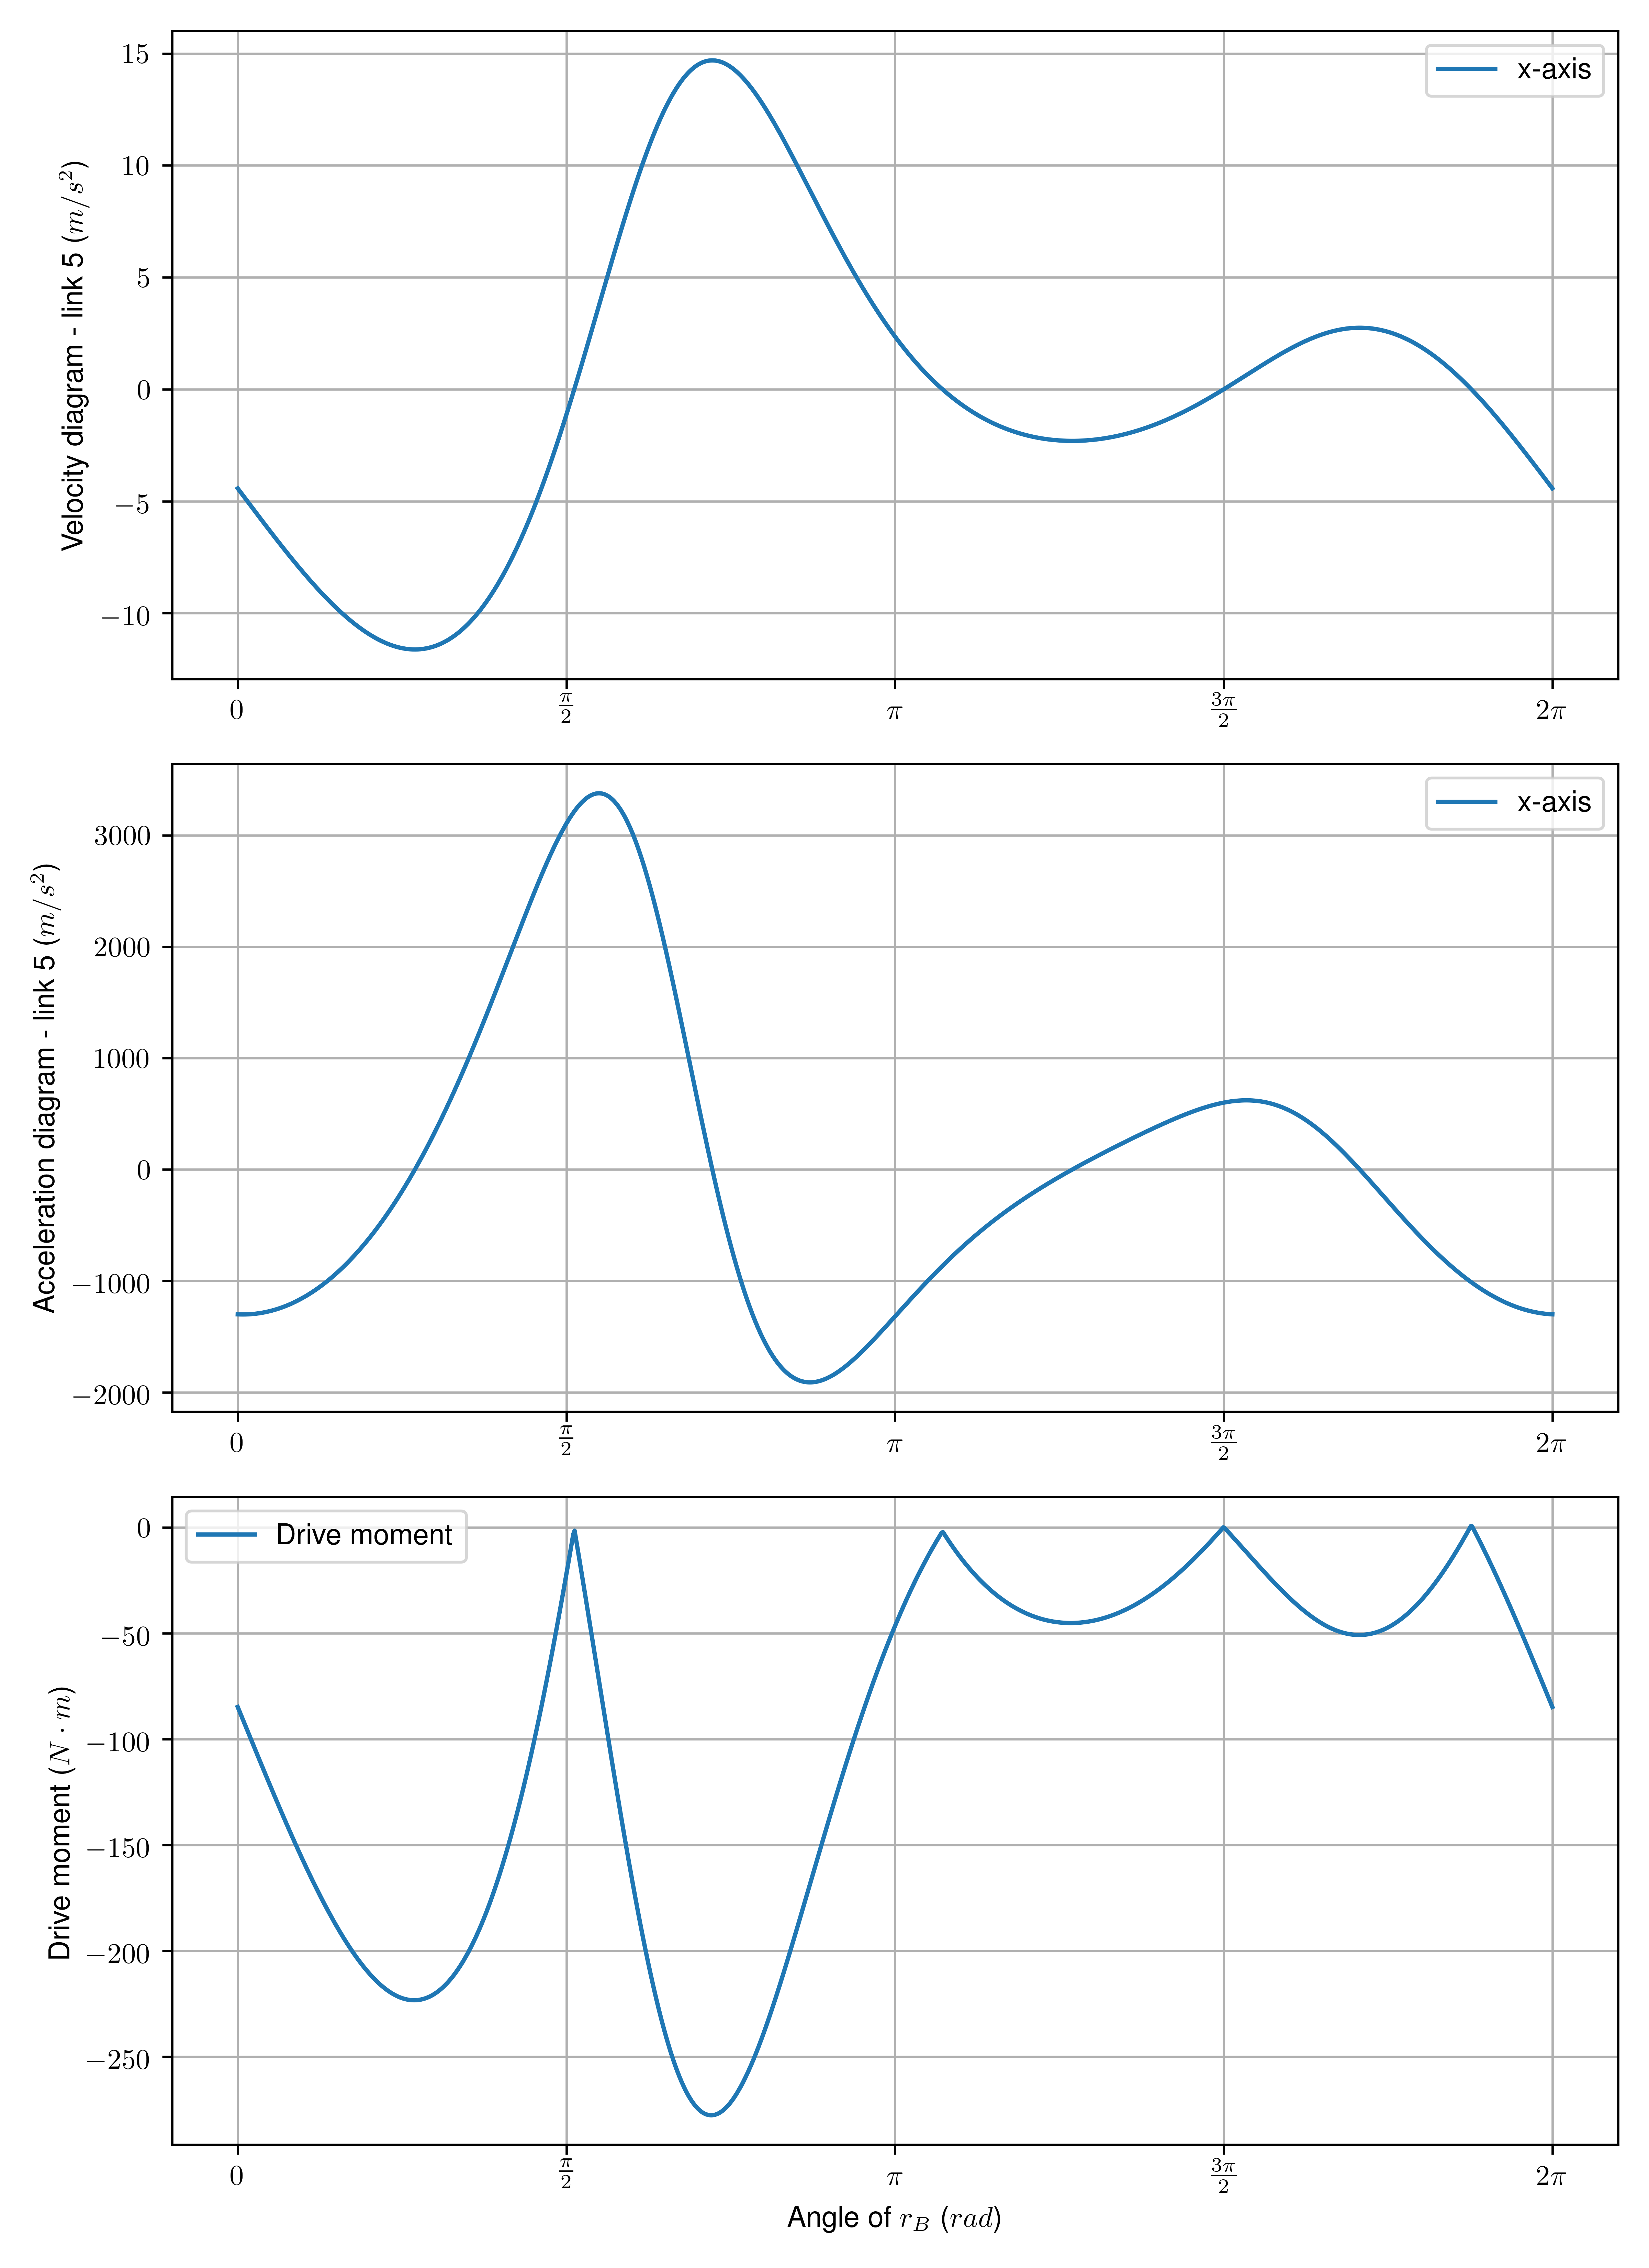 Velocity diagram - link 5 (m/s²)
15
10
5
0
−5
−10
x-axis
0 π/2 π 3π/2 2π
Acceleration diagram - link 5 (m/s²)
3000
2000
1000
0
−1000
−2000
x-axis
0 π/2 π 3π/2 2π
Drive moment (N · m)
0
−50
−100
−150
−200
−250
Drive moment
0 π/2 π 3π/2 2π
Angle of r_B (rad)